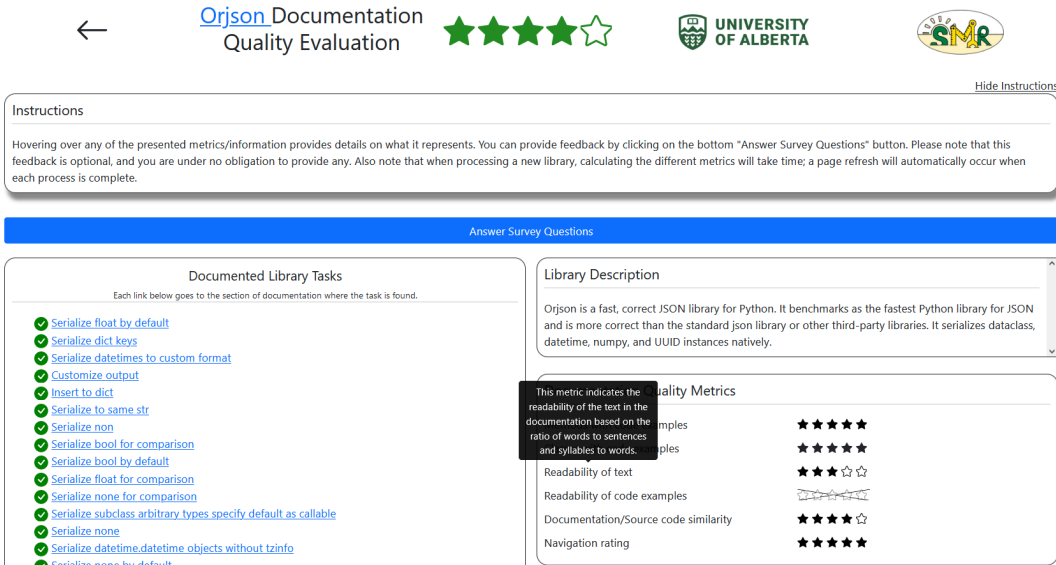 Orjson Documentation
Quality Evaluation
UNIVERSITY
OF ALBERTA
SMR
Hide Instructions
Instructions
Hovering over any of the presented metrics/information provides details on what it represents. You can provide feedback by clicking on the bottom "Answer Survey Questions" button. Please note that this
feedback is optional, and you are under no obligation to provide any. Also note that when processing a new library, calculating the different metrics will take time; a page refresh will automatically occur when
each process is complete.
Answer Survey Questions
Documented Library Tasks
Each link below goes to the section of documentation where the task is found.
Serialize float by default
Serialize dict keys
Serialize datetimes to custom format
Customize output
Insert to dict
Serialize to same str
Serialize non
Serialize bool for comparison
Serialize bool by default
Serialize float for comparison
Serialize none for comparison
Serialize subclass arbitrary types specify default as callable
Serialize none
Serialize datetime.datetime objects without tzinfo
Serialize none by default
Library Description
Orjson is a fast, correct JSON library for Python. It benchmarks as the fastest Python library for JSON
and is more correct than the standard json library or other third-party libraries. It serializes dataclass,
datetime, numpy, and UUID instances natively.
Quality Metrics
This metric indicates the
readability of the text in the
documentation based on the
ratio of words to sentences
and syllables to words.
Readability of text
Readability of code examples
Documentation/Source code similarity
Navigation rating